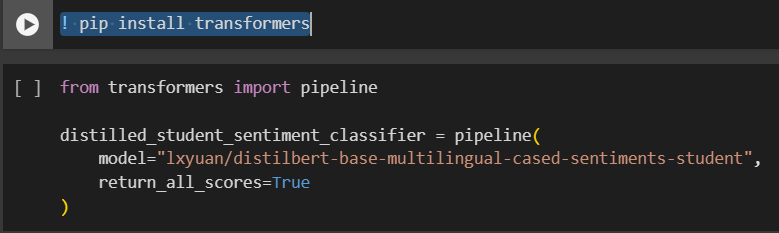 ! pip install transformers
[ ] from transformers import pipeline
distilled_student_sentiment_classifier = pipeline(
model="lxyuan/distilbert-base-multilingual-cased-sentiments-student",
return_all_scores=True
)